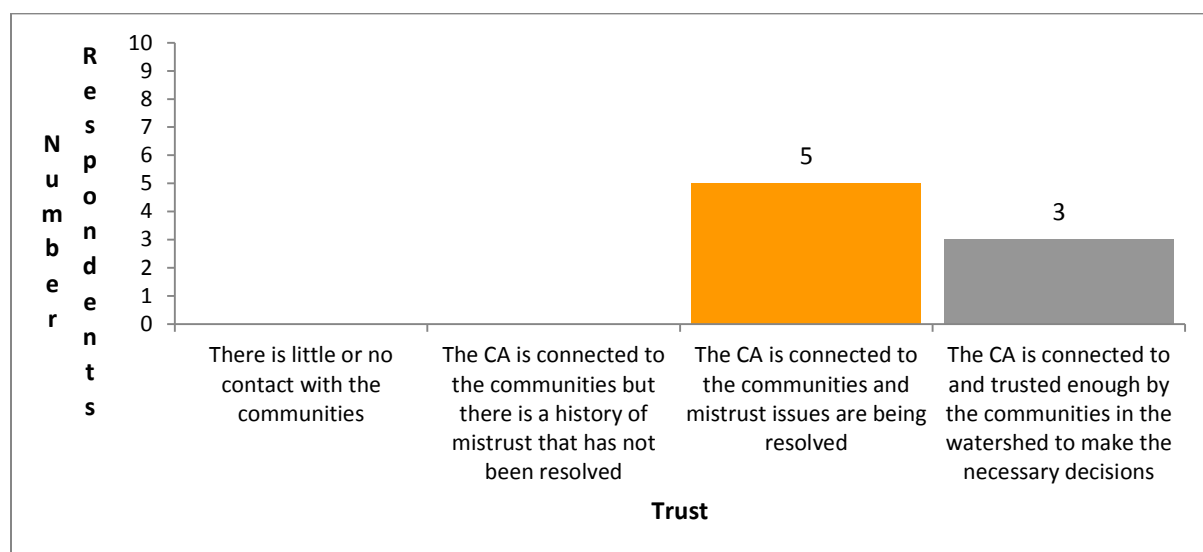 Number
Respondents
10
9
8
7
6
5
4
3
2
1
0
5
3
There is little or no
contact with the
communities
The CA is connected to
the communities but
there is a history of
mistrust that has not
been resolved
The CA is connected to
the communities and
mistrust issues are being
resolved
The CA is connected to
and trusted enough by
the communities in the
watershed to make the
necessary decisions
Trust